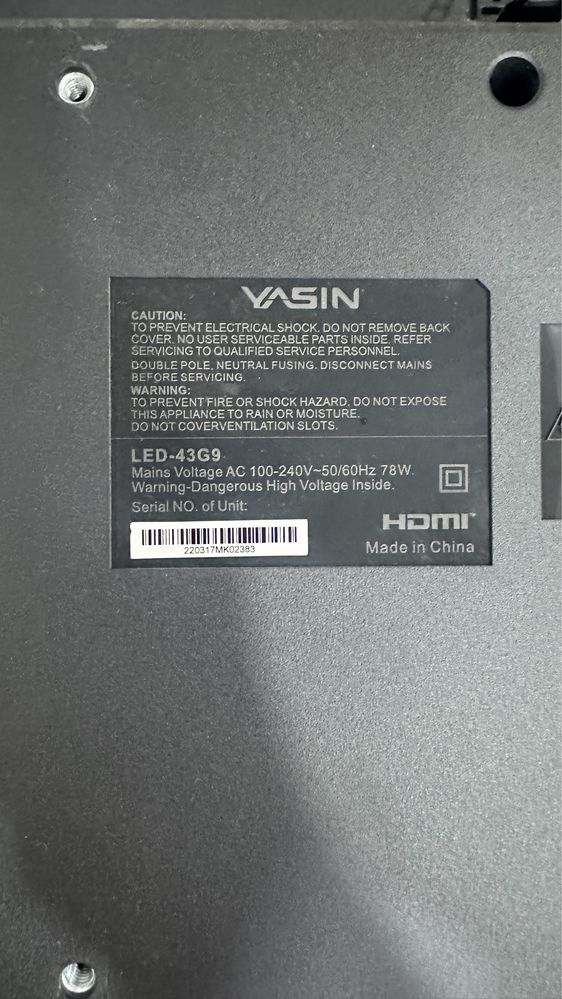 YASIN
CAUTION:
TO PREVENT ELECTRICAL SHOCK. DO NOT REMOVE BACK
COVER. NO USER SERVICEABLE PARTS INSIDE. REFER
SERVICING TO QUALIFIED SERVICE PERSONNEL.
DOUBLE POLE, NEUTRAL FUSING. DISCONNECT MAINS
BEFORE SERVICING.
WARNING:
TO PREVENT FIRE OR SHOCK HAZARD, DO NOT EXPOSE
THIS APPLIANCE TO RAIN OR MOISTURE.
DO NOT COVERVENTILATION SLOTS.
LED-43G9
Mains Voltage AC 100-240V~50/60Hz 78W.
Warning-Dangerous High Voltage Inside.
Serial NO. of Unit:
220317MK02383
HDMI™
Made in China